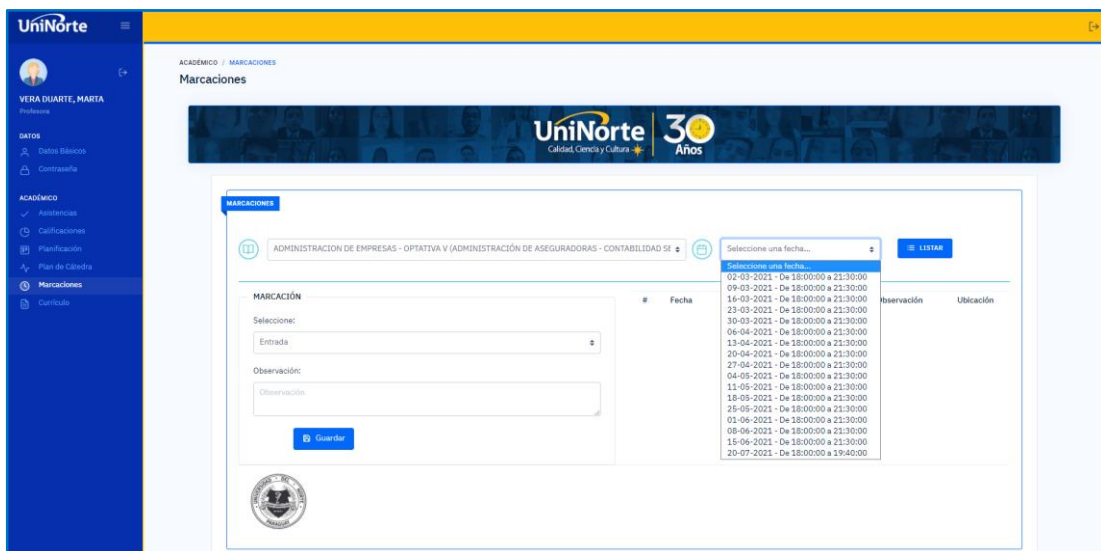 UniNorte
VERA DUARTE, MARTA
Profesora
DATOS
Datos Básicos
Contraseña
ACADÉMICO
Asistencias
Calificaciones
Planificación
Plan de Cátedra
Marcaciones
Currículo
ACADÉMICO / MARCACIONES
Marcaciones
UniNorte 30 Años
Calidad, Ciencia y Cultura
MARCACIONES
ADMINISTRACION DE EMPRESAS - OPTATIVA V (ADMINISTRACIÓN DE ASEGURADORAS - CONTABILIDAD SE
Seleccione una fecha...
LISTAR
Seleccione una fecha...
02-03-2021 - De 18:00:00 a 21:30:00
09-03-2021 - De 18:00:00 a 21:30:00
16-03-2021 - De 18:00:00 a 21:30:00
23-03-2021 - De 18:00:00 a 21:30:00
30-03-2021 - De 18:00:00 a 21:30:00
06-04-2021 - De 18:00:00 a 21:30:00
13-04-2021 - De 18:00:00 a 21:30:00
20-04-2021 - De 18:00:00 a 21:30:00
27-04-2021 - De 18:00:00 a 21:30:00
04-05-2021 - De 18:00:00 a 21:30:00
11-05-2021 - De 18:00:00 a 21:30:00
18-05-2021 - De 18:00:00 a 21:30:00
25-05-2021 - De 18:00:00 a 21:30:00
01-06-2021 - De 18:00:00 a 21:30:00
08-06-2021 - De 18:00:00 a 21:30:00
15-06-2021 - De 18:00:00 a 21:30:00
20-07-2021 - De 18:00:00 a 19:40:00
MARCACIÓN
Seleccione:
Entrada
Observación:
Observación
Guardar
# Fecha Observación Ubicación
UNIVERSIDAD DEL NORTE
PARAGUAY